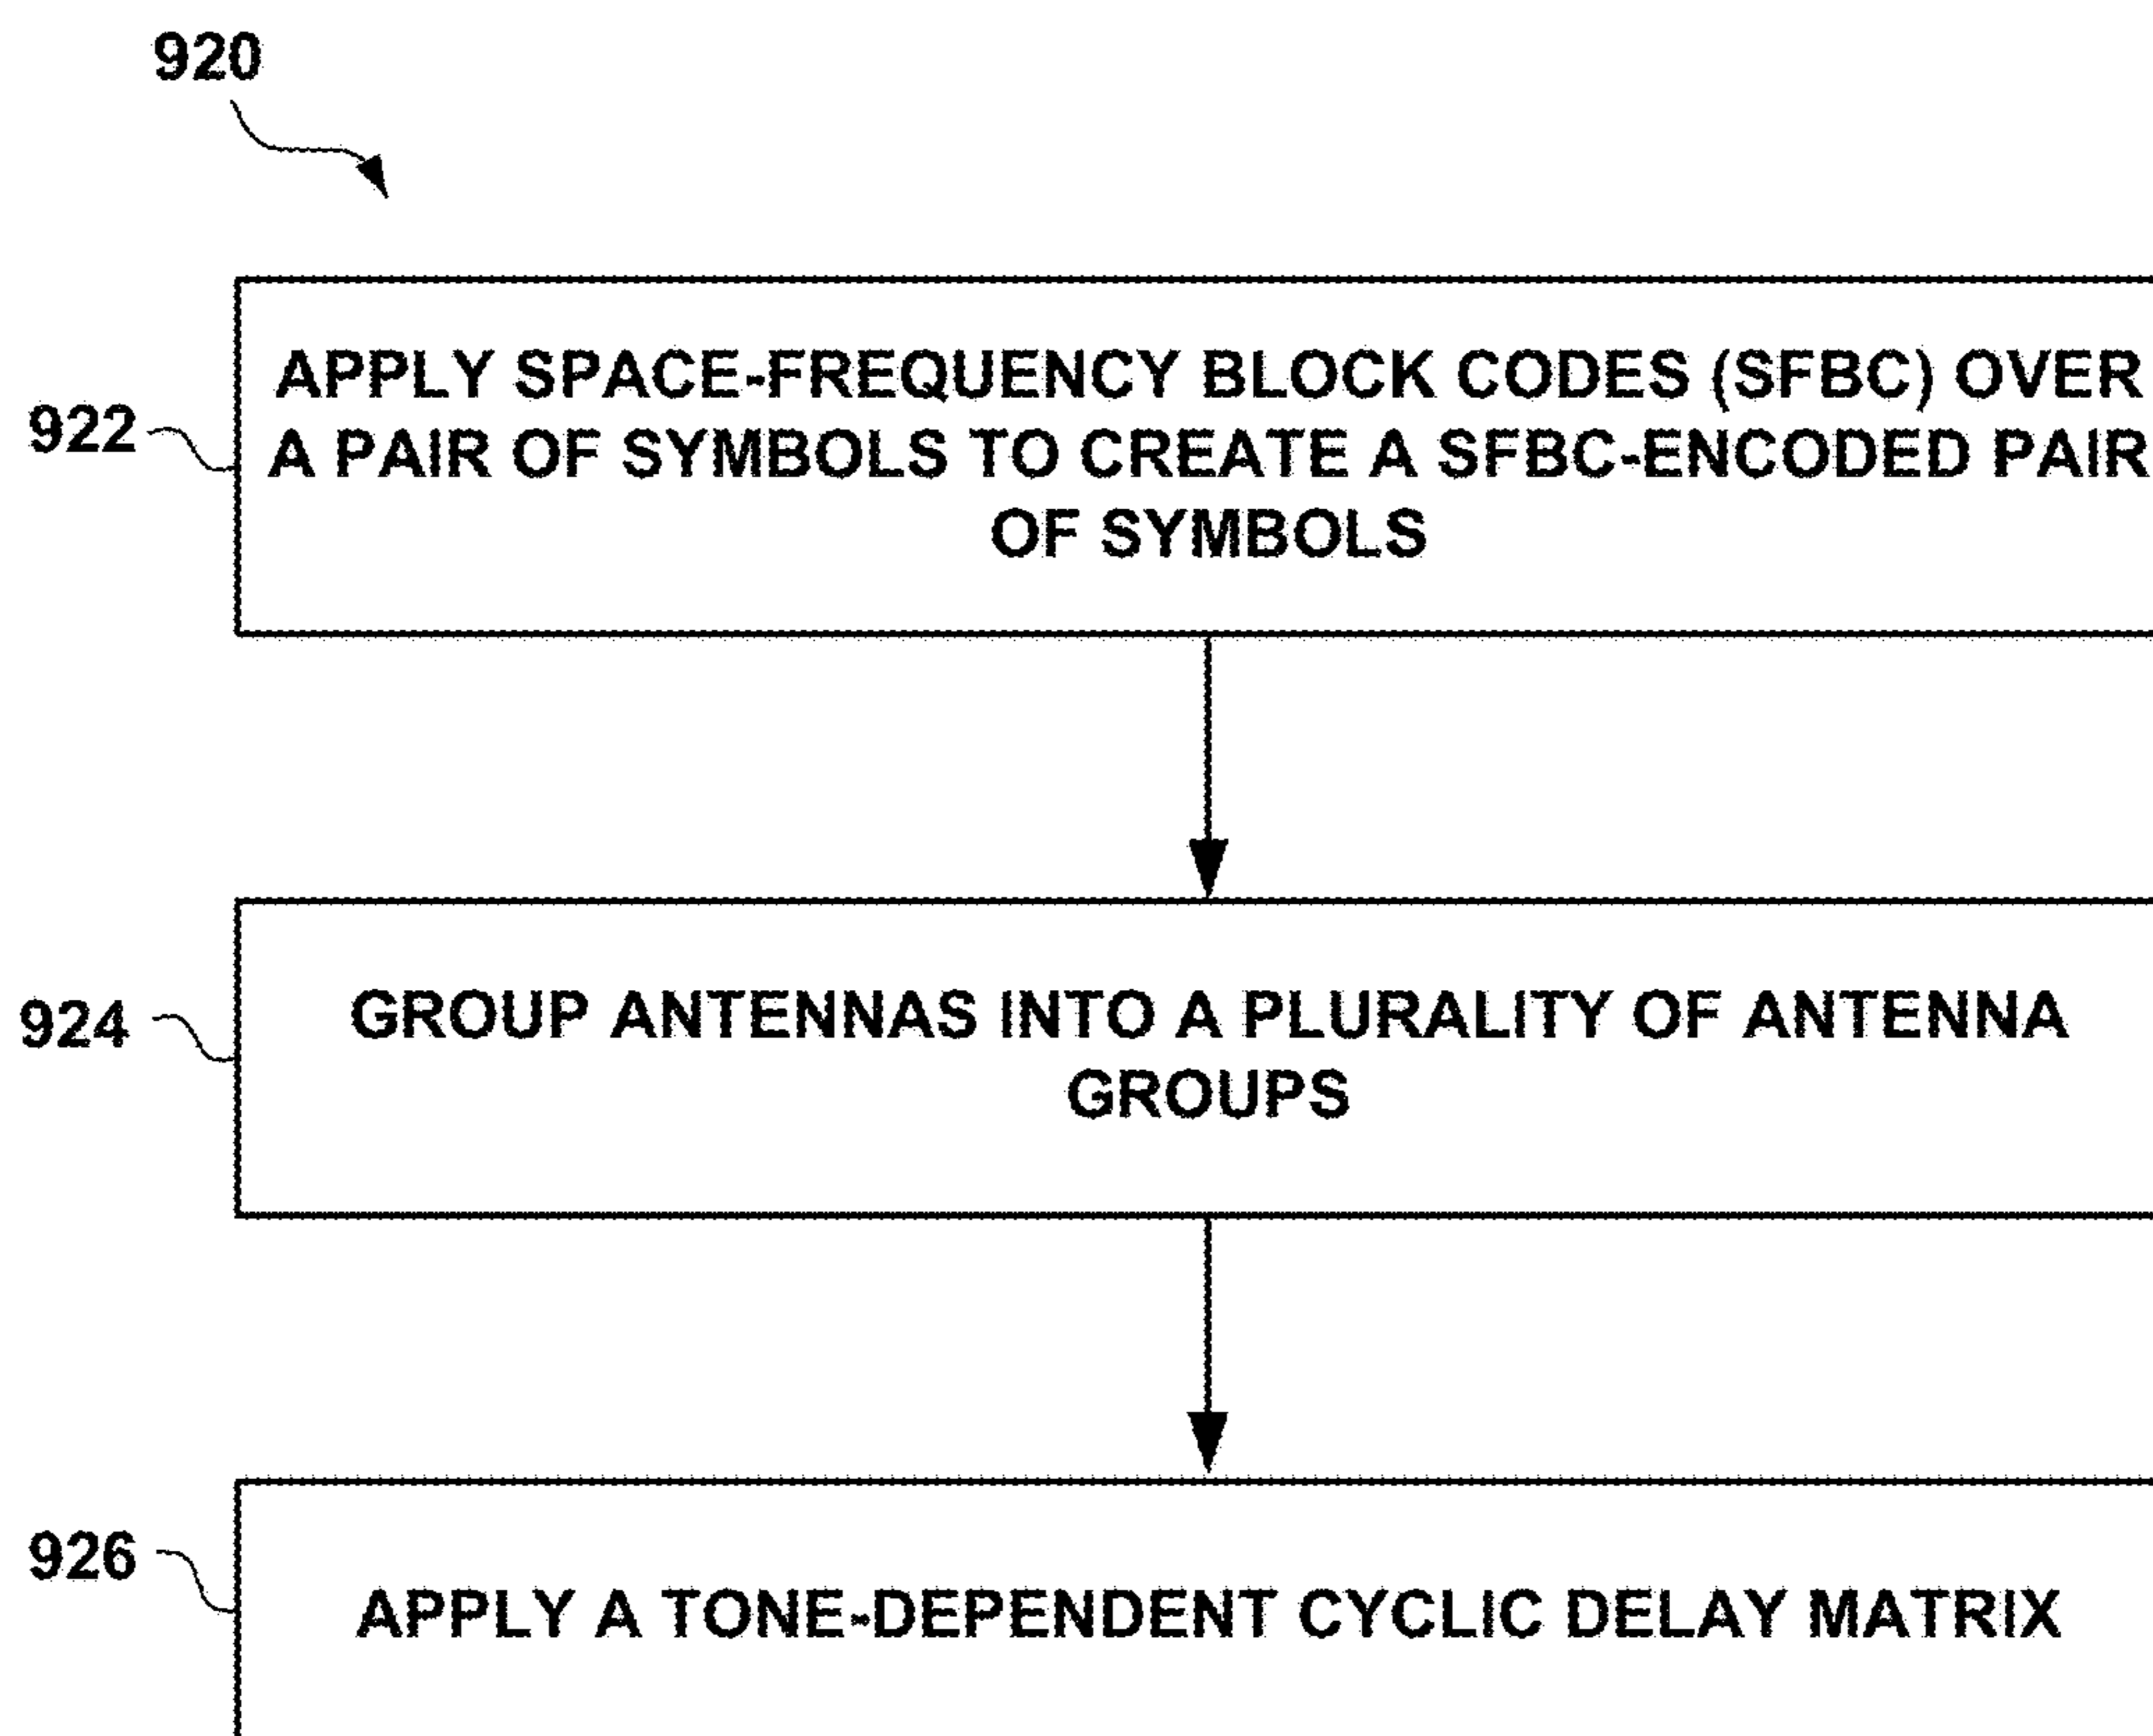 920
922
APPLY SPACE-FREQUENCY BLOCK CODES (SFBC) OVER
A PAIR OF SYMBOLS TO CREATE A SFBC-ENCODED PAIR
OF SYMBOLS
924
GROUP ANTENNAS INTO A PLURALITY OF ANTENNA
GROUPS
926
APPLY A TONE-DEPENDENT CYCLIC DELAY MATRIX